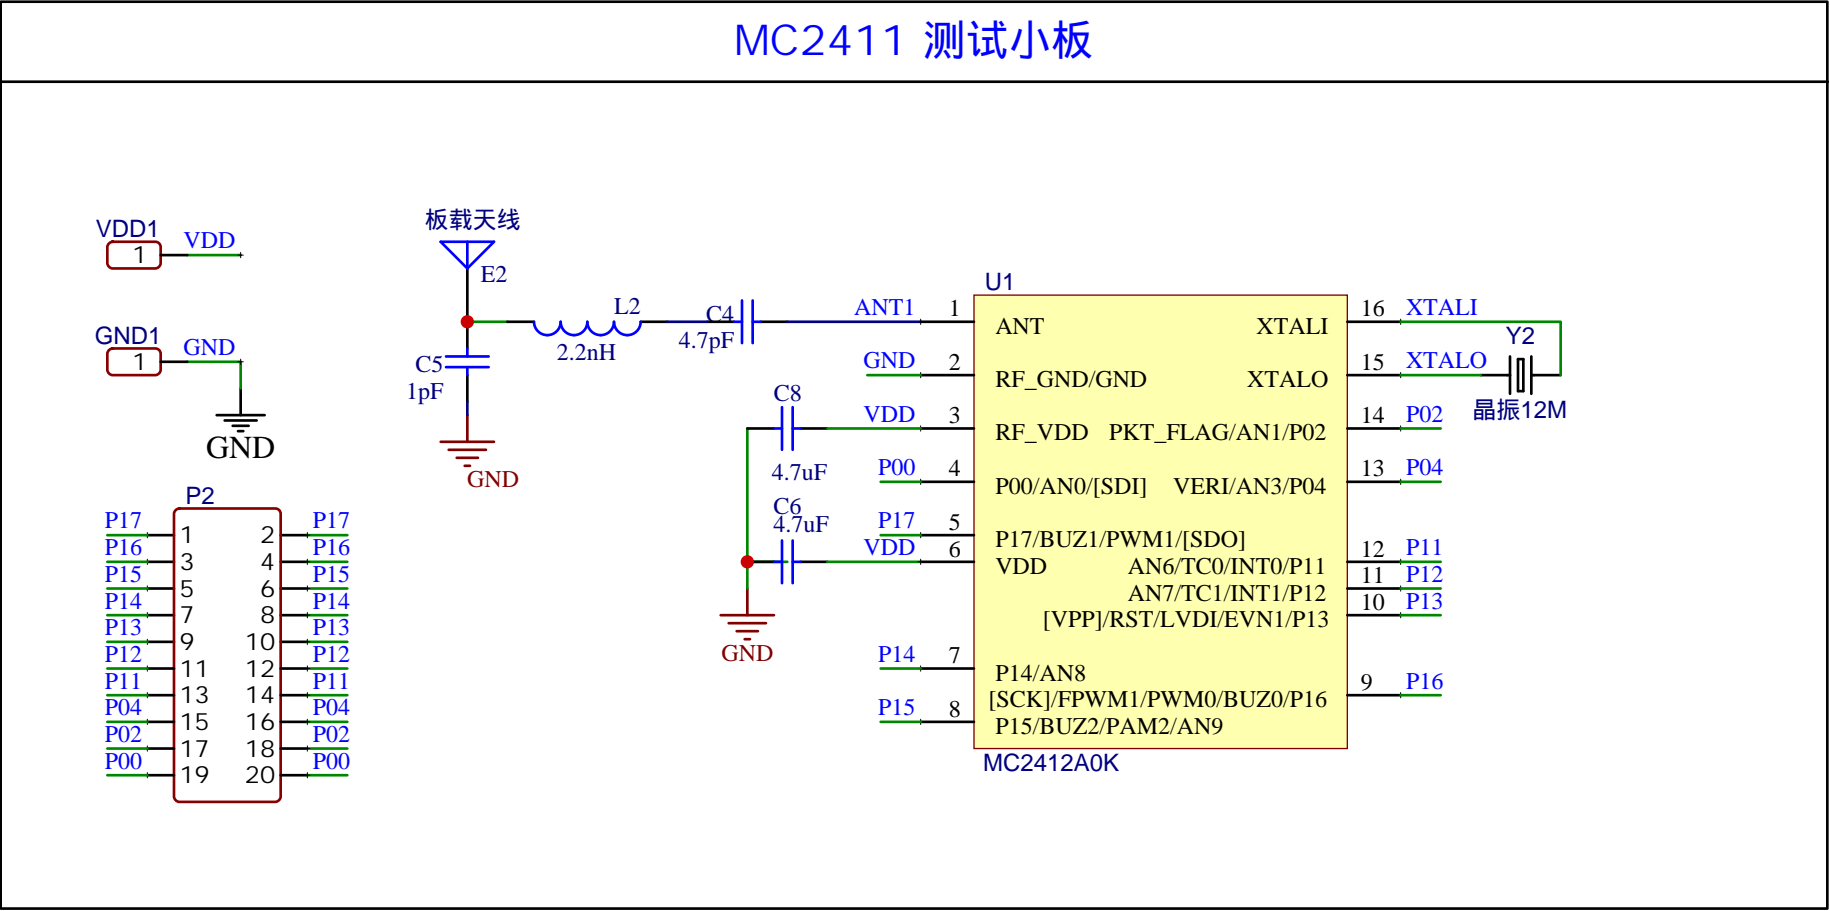 MC2411 测试小板
VDD1
1
VDD
GND1
1
GND
GND
板载天线
E2
L2
2.2nH
C4
4.7pF
C5
1pF
GND
C8
4.7uF
C6
4.7uF
GND
P2
P17 1 2 P17
P16 3 4 P16
P15 5 6 P15
P14 7 8 P14
P13 9 10 P13
P12 11 12 P12
P11 13 14 P11
P04 15 16 P04
P02 17 18 P02
P00 19 20 P00
U1
ANT1 1 ANT
GND 2 RF_GND/GND
VDD 3 RF_VDD
P00 4 P00/AN0/[SDI]
P17 5 P17/BUZ1/PWM1/[SDO]
VDD 6 VDD
P14 7 P14/AN8
P15 8 P15/BUZ2/PAM2/AN9
XTALI 16 XTALI
XTALO 15 XTALO
PKT_FLAG/AN1/P02 14 P02
VERI/AN3/P04 13 P04
AN6/TC0/INT0/P11 12 P11
AN7/TC1/INT1/P12 11 P12
[VPP]/RST/LVDI/EVN1/P13 10 P13
[SCK]/FPWM1/PWM0/BUZ0/P16 9 P16
MC2412A0K
Y2
晶振12M